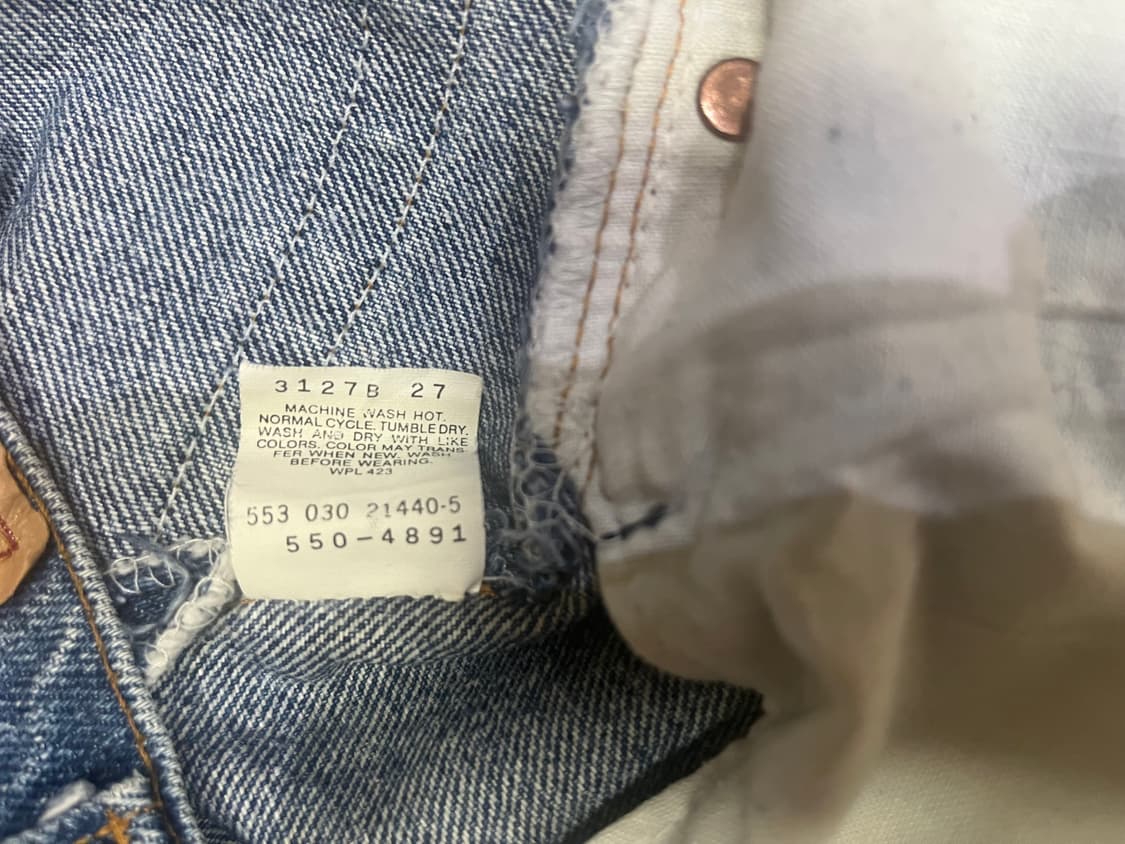 3127B 27
MACHINE WASH HOT.
NORMAL CYCLE. TUMBLE DRY.
WASH AND DRY WITH LIKE
COLORS. COLOR MAY TRANS
FER WHEN NEW. WASH
BEFORE WEARING.
WPL 423
553 030 21440-5
550-4891